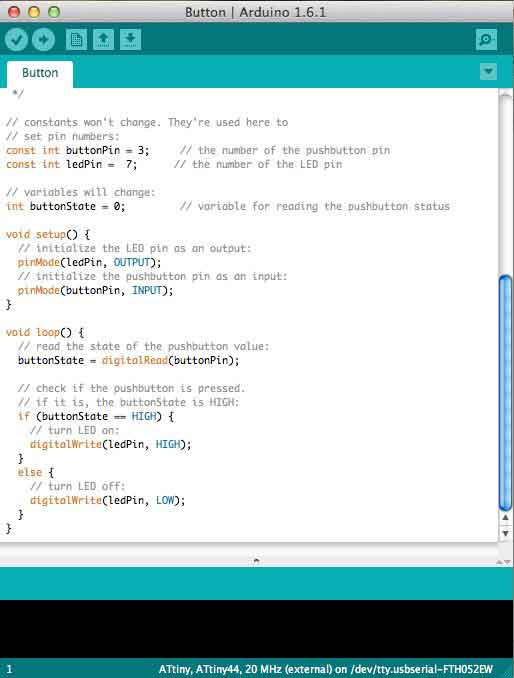 Button | Arduino 1.6.1
Button
*/
// constants won't change. They're used here to
// set pin numbers:
const int buttonPin = 3;     // the number of the pushbutton pin
const int ledPin =  7;      // the number of the LED pin
// variables will change:
int buttonState = 0;         // variable for reading the pushbutton status
void setup() {
  // initialize the LED pin as an output:
  pinMode(ledPin, OUTPUT);
  // initialize the pushbutton pin as an input:
  pinMode(buttonPin, INPUT);
}
void loop() {
  // read the state of the pushbutton value:
  buttonState = digitalRead(buttonPin);
  // check if the pushbutton is pressed.
  // if it is, the buttonState is HIGH:
  if (buttonState == HIGH) {
    // turn LED on:
    digitalWrite(ledPin, HIGH);
  }
  else {
    // turn LED off:
    digitalWrite(ledPin, LOW);
  }
}
1 ATtiny, ATtiny44, 20 MHz (external) on /dev/tty.usbserial-FTH052EW